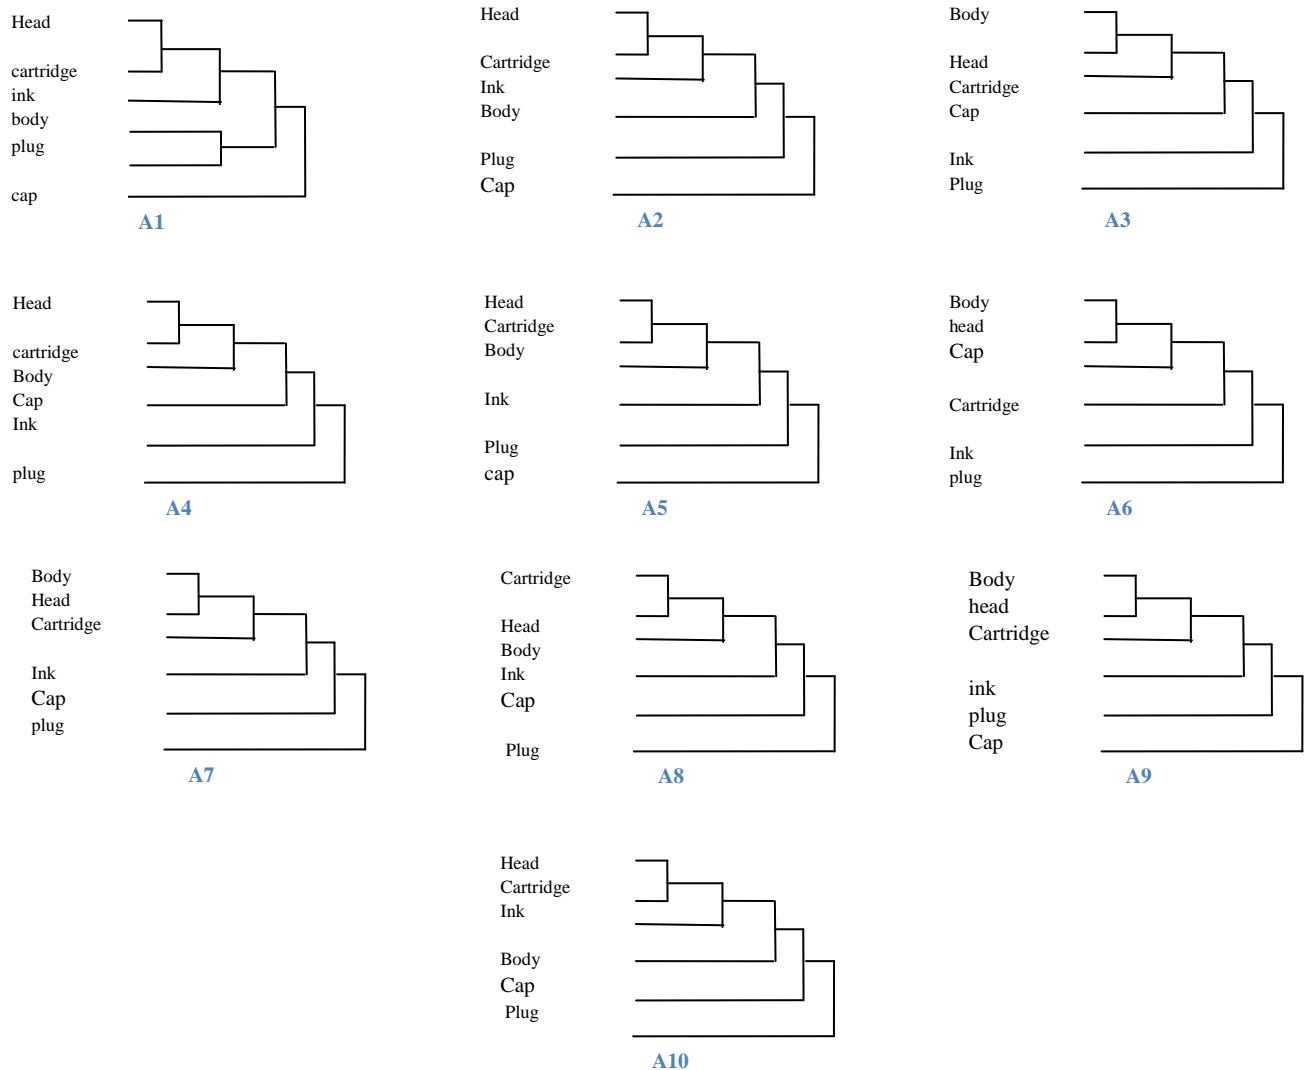 Head
cartridge
ink
body
plug
cap
A1
Head
Cartridge
Ink
Body
Plug
Cap
A2
Body
Head
Cartridge
Cap
Ink
Plug
A3
Head
cartridge
Body
Cap
Ink
plug
A4
Head
Cartridge
Body
Ink
Plug
cap
A5
Body
head
Cap
Cartridge
Ink
plug
A6
Body
Head
Cartridge
Ink
Cap
plug
A7
Cartridge
Head
Body
Ink
Cap
Plug
A8
Body
head
Cartridge
ink
plug
Cap
A9
Head
Cartridge
Ink
Body
Cap
Plug
A10